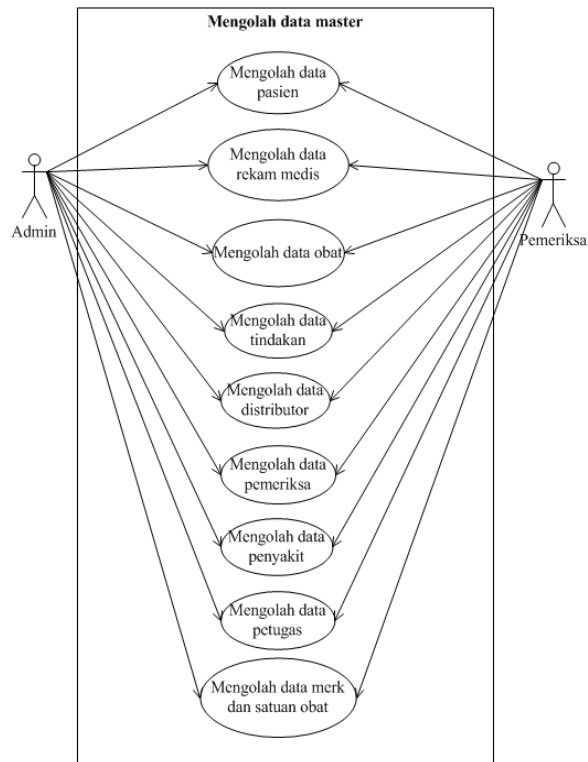 Mengolah data master
Mengolah data
pasien
Mengolah data
rekam medis
Admin
Pemeriksa
Mengolah data obat
Mengolah data
tindakan
Mengolah data
distributor
Mengolah data
pemeriksa
Mengolah data
penyakit
Mengolah data
petugas
Mengolah data merk
dan satuan obat